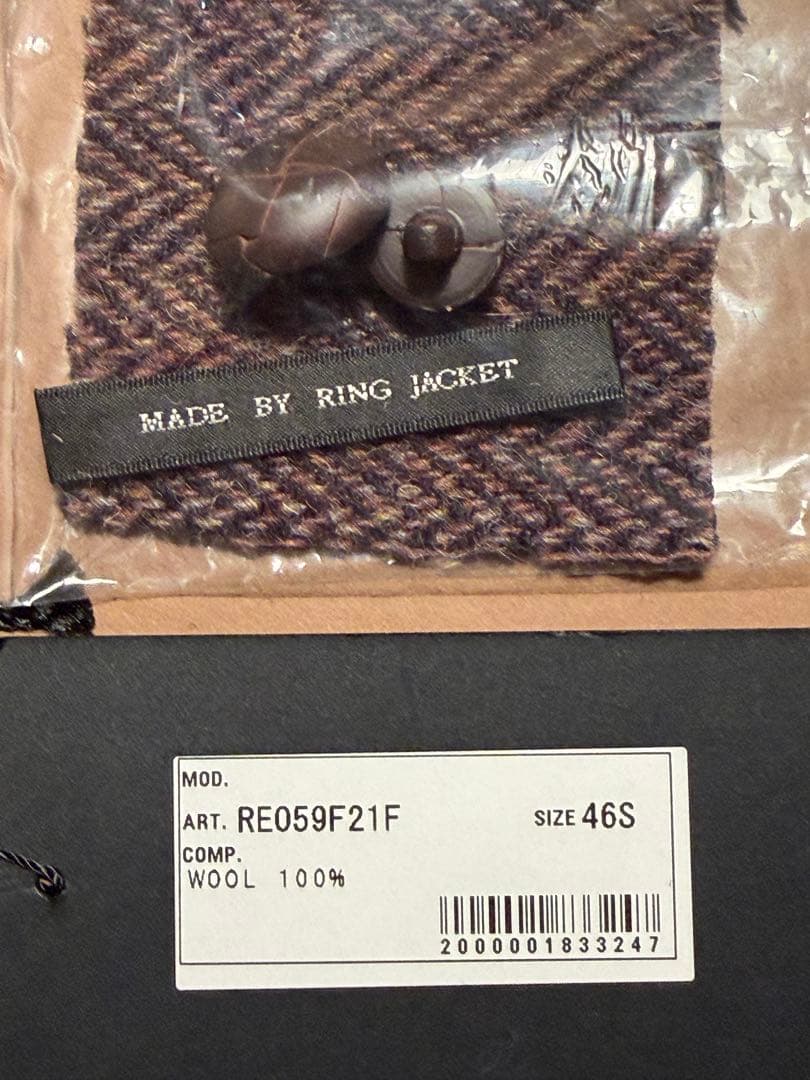 MADE BY RING JACKET
MOD.
ART. RE059F21F SIZE 46S
COMP.
WOOL 100%
2000001833247